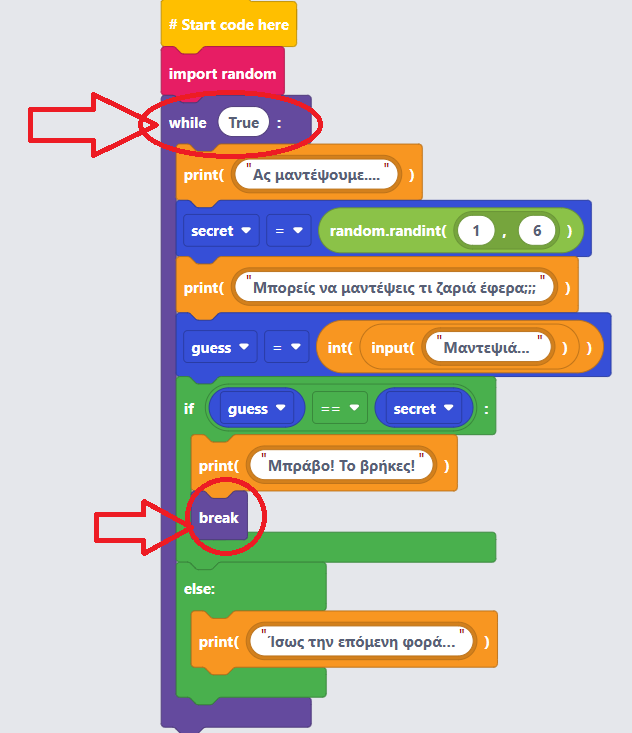 # Start code here
import random
while True :
print( "Ας μαντέψουμε...." )
secret = random.randint( 1 , 6 )
print( "Μπορείς να μαντέψεις τι ζαριά έφερα;;;" )
guess = int( input( "Μαντεψιά..." ) )
if guess == secret :
print( "Μπράβο! Το βρήκες!" )
break
else:
print( "Ίσως την επόμενη φορά..." )